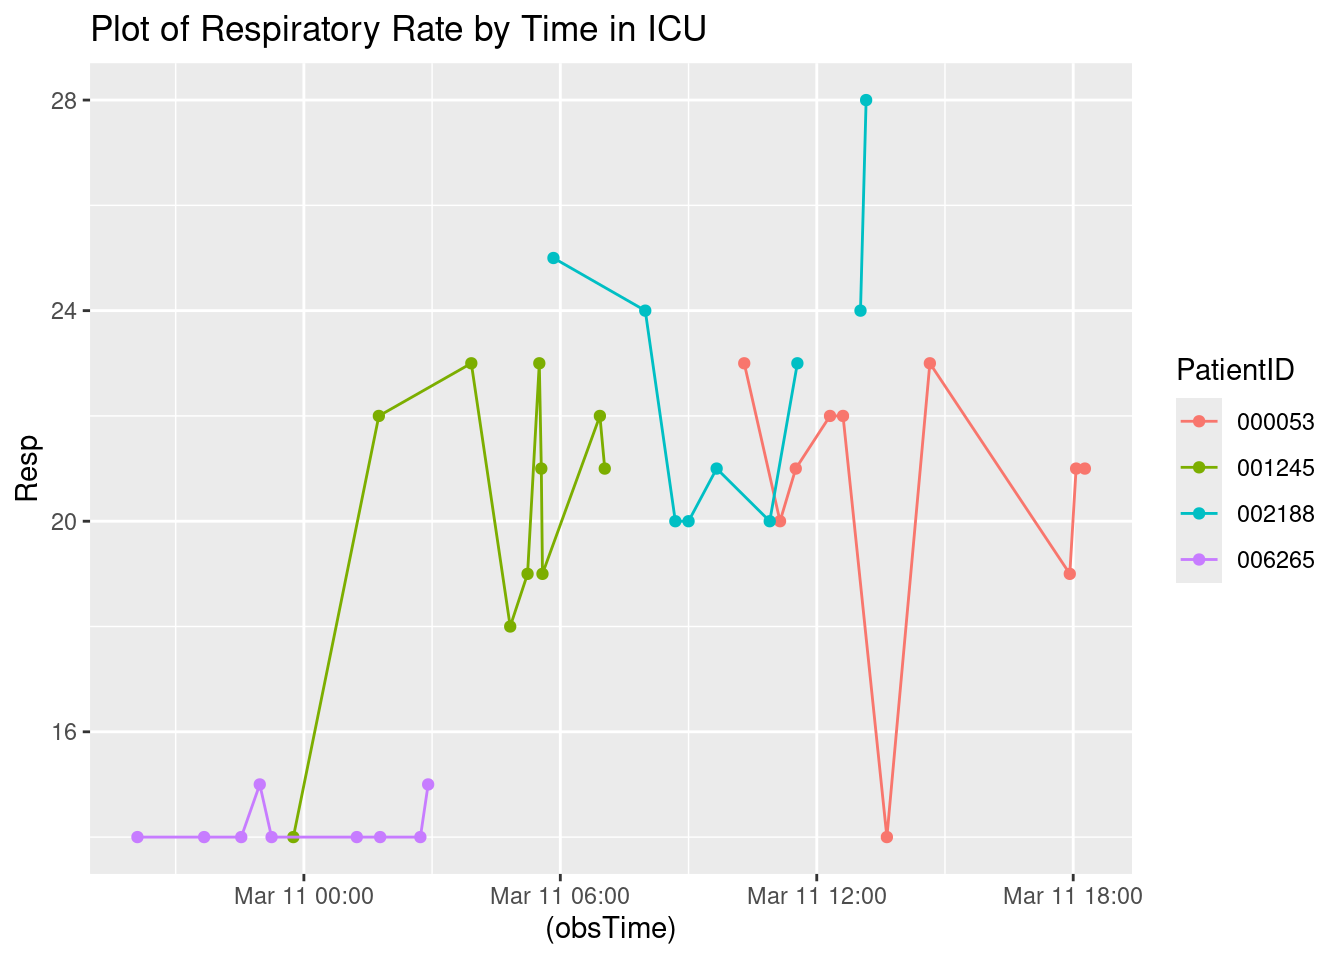 Plot of Respiratory Rate by Time in ICU
28
24
20
16
Resp
Mar 11 00:00
Mar 11 06:00
Mar 11 12:00
Mar 11 18:00
(obsTime)
PatientID
000053
001245
002188
006265